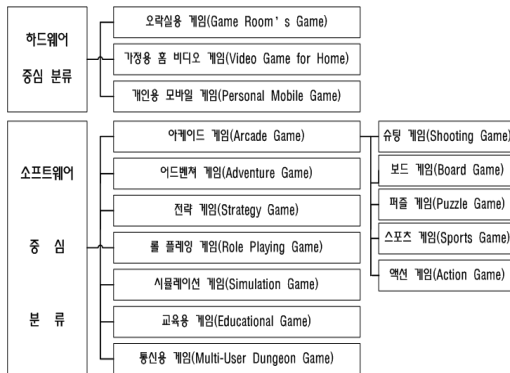 하드웨어
중심 분류
오락실용 게임(Game Room's Game)
가정용 홈 비디오 게임(Video Game for Home)
개인용 모바일 게임(Personal Mobile Game)
소프트웨어
중 심
분 류
아케이드 게임(Arcade Game)
어드벤쳐 게임(Adventure Game)
전략 게임(Strategy Game)
롤 플레잉 게임(Role Playing Game)
시뮬레이션 게임(Simulation Game)
교육용 게임(Educational Game)
통신용 게임(Multi-User Dungeon Game)
슈팅 게임(Shooting Game)
보드 게임(Board Game)
퍼즐 게임(Puzzle Game)
스포츠 게임(Sports Game)
액션 게임(Action Game)